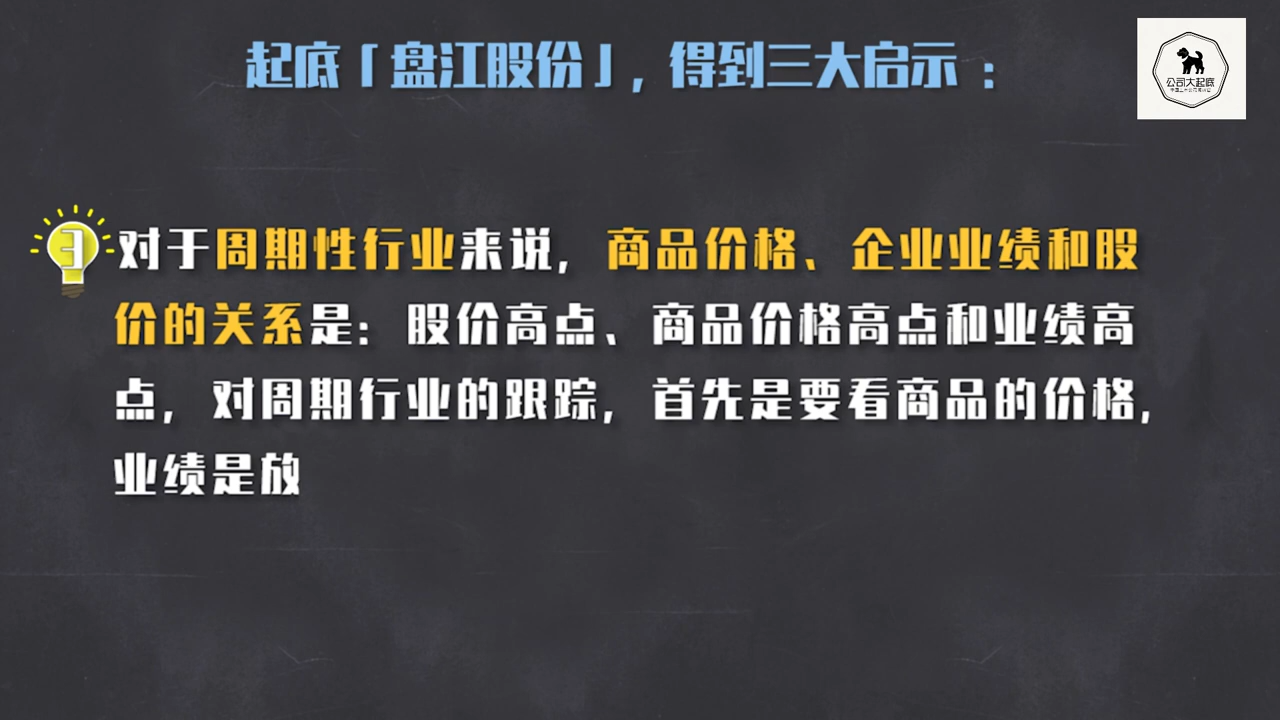 起底「盘江股份」，得到三大启示：
公司大起底
3
对于周期性行业来说，商品价格、企业业绩和股
价的关系是：股价高点、商品价格高点和业绩高
点，对周期行业的跟踪，首先是要看商品的价格，
业绩是放